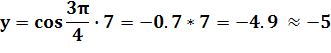 y = cos 3π/4 · 7 = −0.7 * 7 = −4.9 ≈ −5